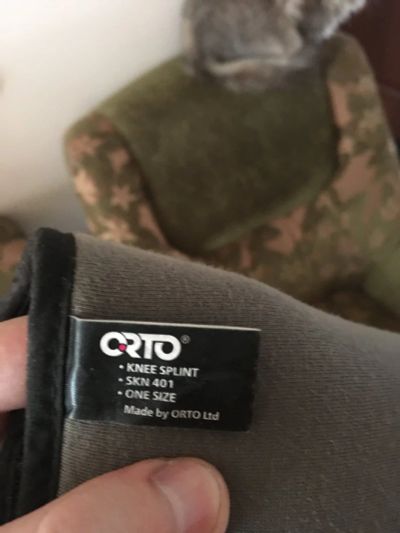 ORTO®
• KNEE SPLINT
• SKN 401
• ONE SIZE
Made by ORTO Ltd